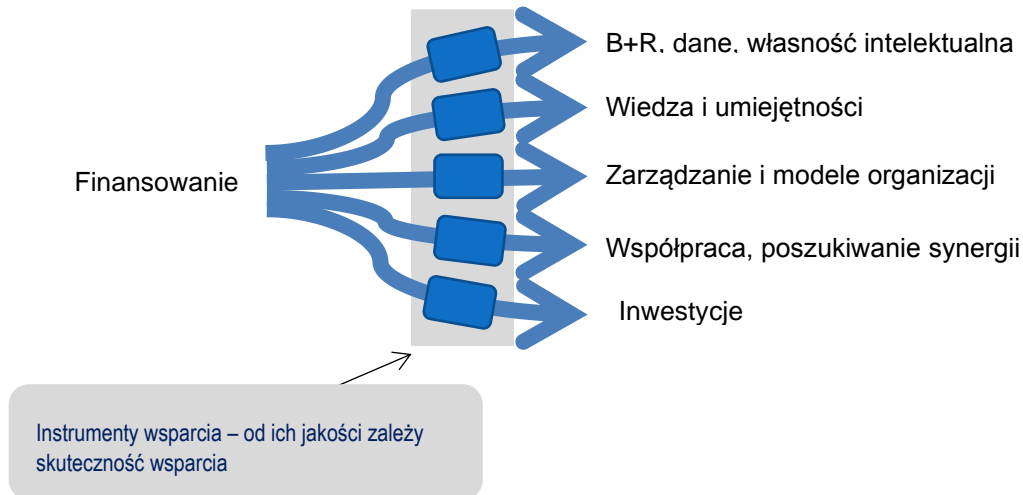 B+R, dane, własność intelektualna
Wiedza i umiejętności
Finansowanie
Zarządzanie i modele organizacji
Współpraca, poszukiwanie synergii
Inwestycje
Instrumenty wsparcia – od ich jakości zależy
skuteczność wsparcia